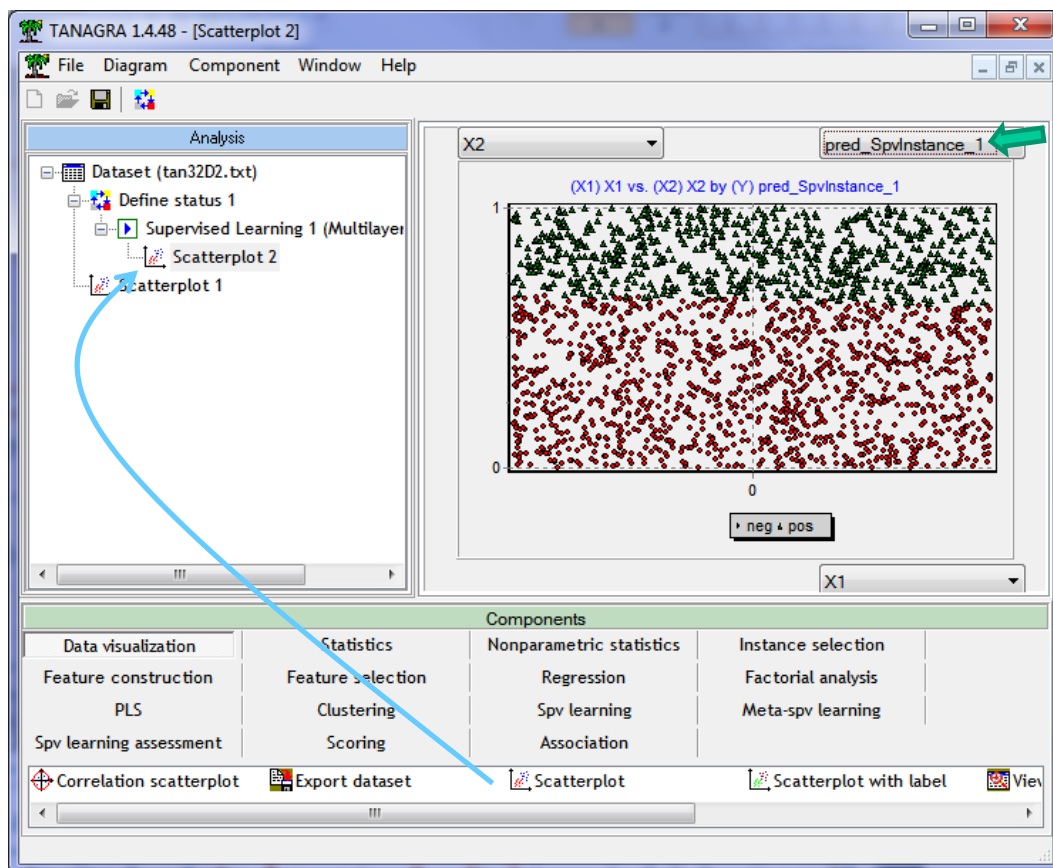 TANAGRA 1.4.48 - [Scatterplot 2]
File Diagram Component Window Help
Analysis
Dataset (tan32D2.txt)
Define status 1
Supervised Learning 1 (Multilayer
Scatterplot 2
Scatterplot 1
X2
pred_SpvInstance_1
(X1) X1 vs. (X2) X2 by (Y) pred_SpvInstance_1
1
0
0
neg pos
X1
Components
Data visualization Statistics Nonparametric statistics Instance selection
Feature construction Feature selection Regression Factorial analysis
PLS Clustering Spv learning Meta-spv learning
Spv learning assessment Scoring Association
Correlation scatterplot Export dataset Scatterplot Scatterplot with label View